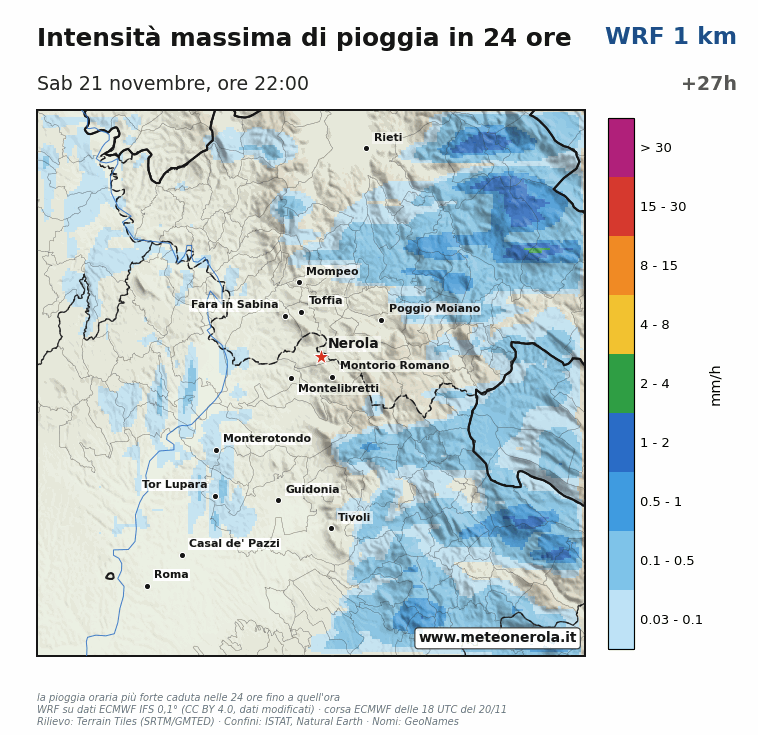 Intensità massima di pioggia in 24 ore
WRF 1 km
Sab 21 novembre, ore 22:00
+27h
Rieti
Mompeo
Fara in Sabina
Toffia
Poggio Moiano
Nerola
Montorio Romano
Montelibretti
Monterotondo
Tor Lupara
Guidonia
Tivoli
Casal de' Pazzi
Roma
www.meteonerola.it
> 30
15 - 30
8 - 15
4 - 8
2 - 4
1 - 2
0.5 - 1
0.1 - 0.5
0.03 - 0.1
mm/h
la pioggia oraria più forte caduta nelle 24 ore fino a quell'ora
WRF su dati ECMWF IFS 0,1° (CC BY 4.0, dati modificati) · corsa ECMWF delle 18 UTC del 20/11
Rilievo: Terrain Tiles (SRTM/GMTED) · Confini: ISTAT, Natural Earth · Nomi: GeoNames